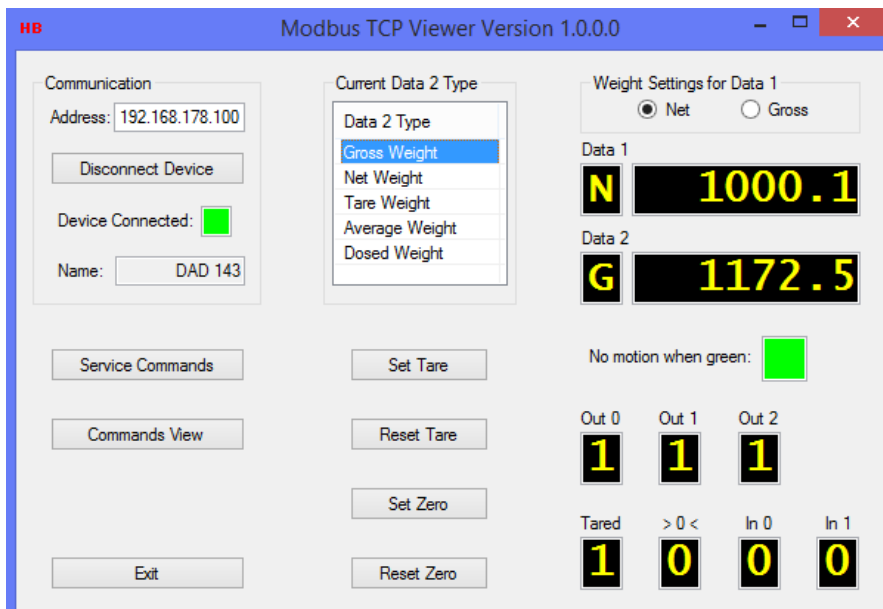 HB
Modbus TCP Viewer Version 1.0.0.0
Communication
Address: 192.168.178.100
Disconnect Device
Device Connected:
Name: DAD 143
Current Data 2 Type
Data 2 Type
Gross Weight
Net Weight
Tare Weight
Average Weight
Dosed Weight
Weight Settings for Data 1
Net Gross
Data 1
N 1000.1
Data 2
G 1172.5
No motion when green:
Service Commands
Commands View
Exit
Set Tare
Reset Tare
Set Zero
Reset Zero
Out 0 Out 1 Out 2
1 1 1
Tared > 0 < In 0 In 1
1 0 0 0